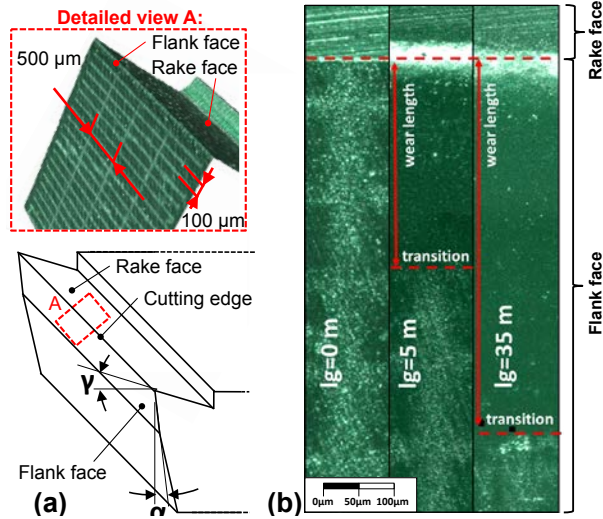 Detailed view A:
Flank face
Rake face
500 µm
100 µm
Rake face
Cutting edge
A
γ
Flank face
α
(a)
Rake face
Flank face
wear length
wear length
transition
transition
lg=0 m
lg=5 m
lg=35 m
0µm 50µm 100µm
(b)